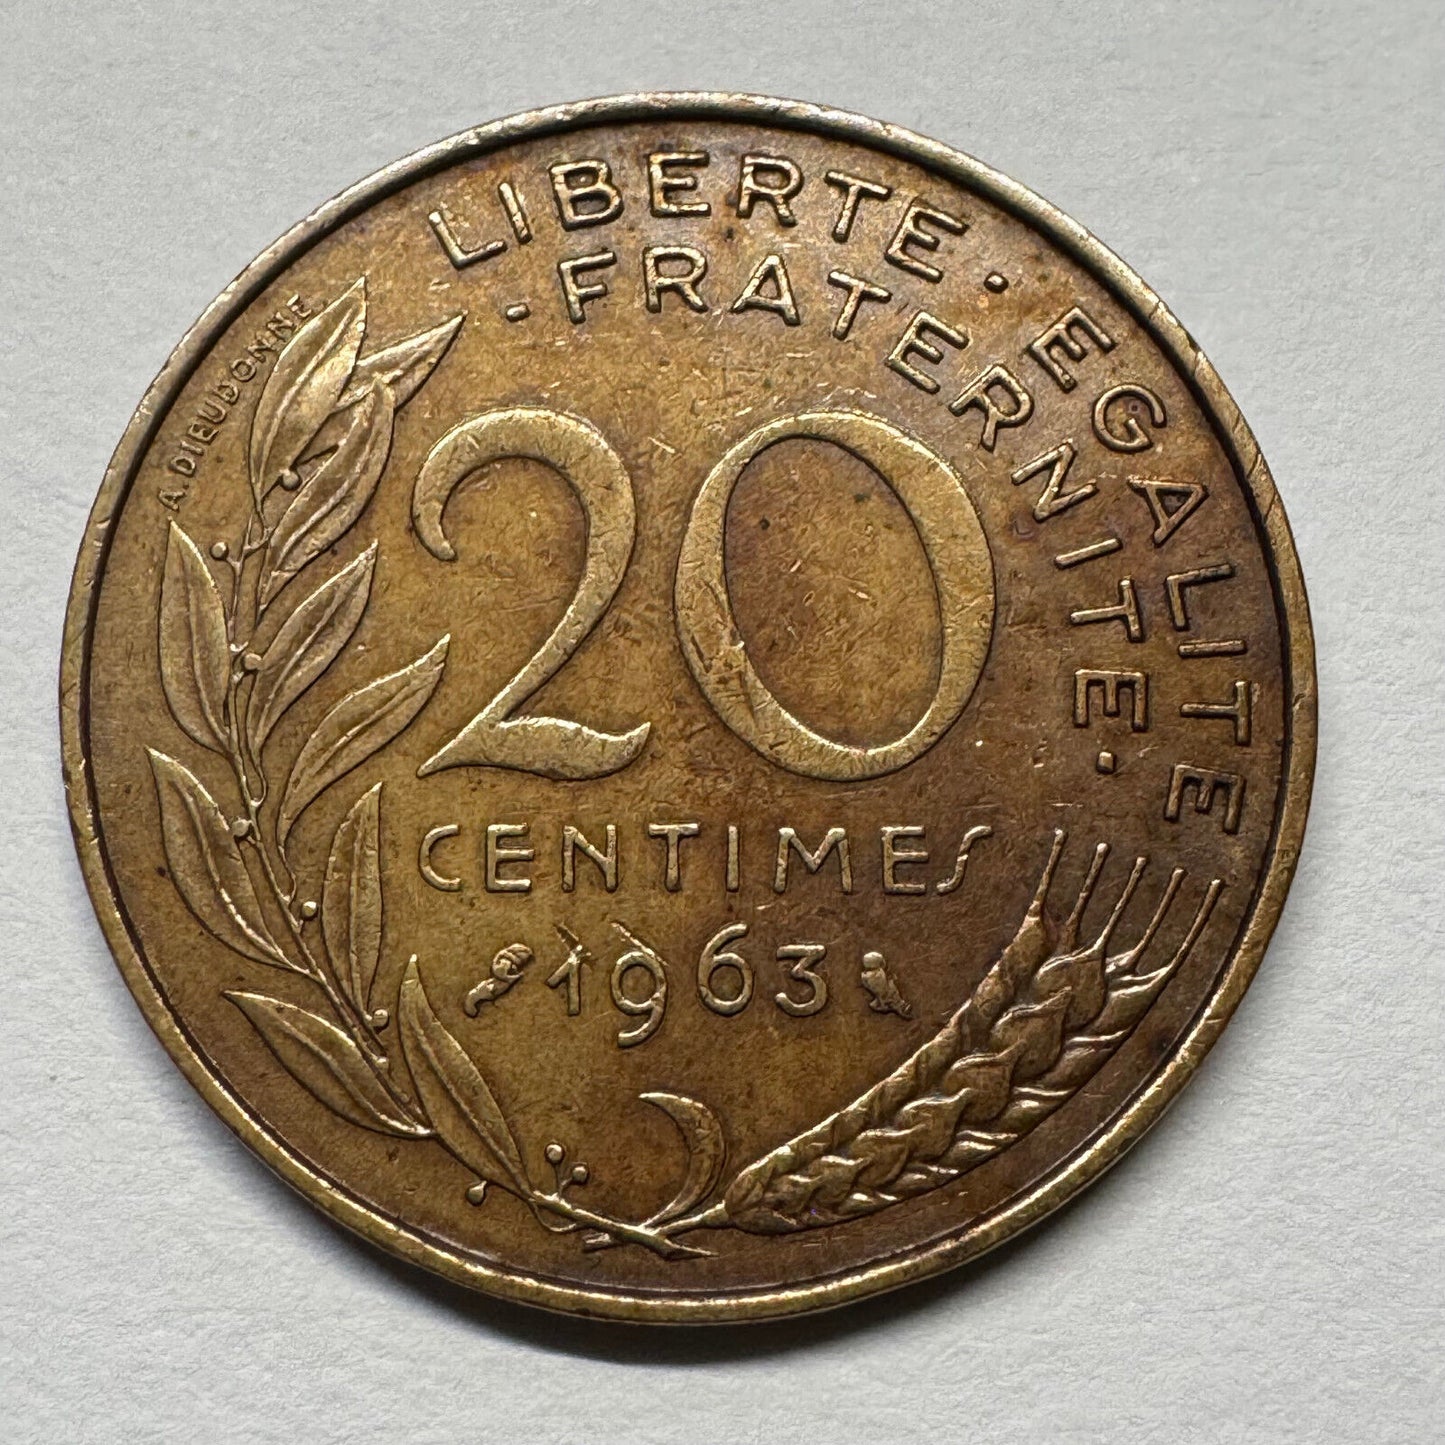 LIBERTE · EGALITE
· FRATERNITE ·
A. DIEUDONNE
20
CENTIMES
1963